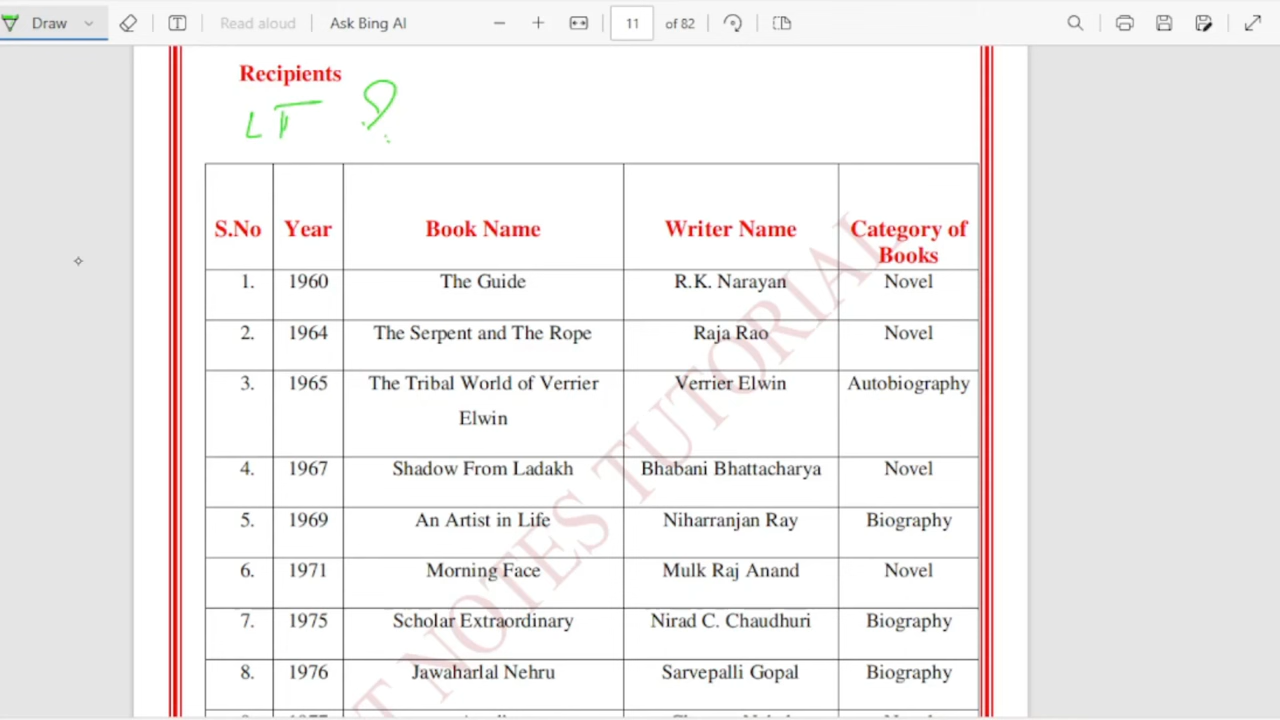 Draw
Read aloud
Ask Bing AI
11 of 82
Recipients
S.No Year Book Name Writer Name Category of Books
1. 1960 The Guide R.K. Narayan Novel
2. 1964 The Serpent and The Rope Raja Rao Novel
3. 1965 The Tribal World of Verrier Elwin Verrier Elwin Autobiography
4. 1967 Shadow From Ladakh Bhabani Bhattacharya Novel
5. 1969 An Artist in Life Niharranjan Ray Biography
6. 1971 Morning Face Mulk Raj Anand Novel
7. 1975 Scholar Extraordinary Nirad C. Chaudhuri Biography
8. 1976 Jawaharlal Nehru Sarvepalli Gopal Biography
NOTES TUTORIAL